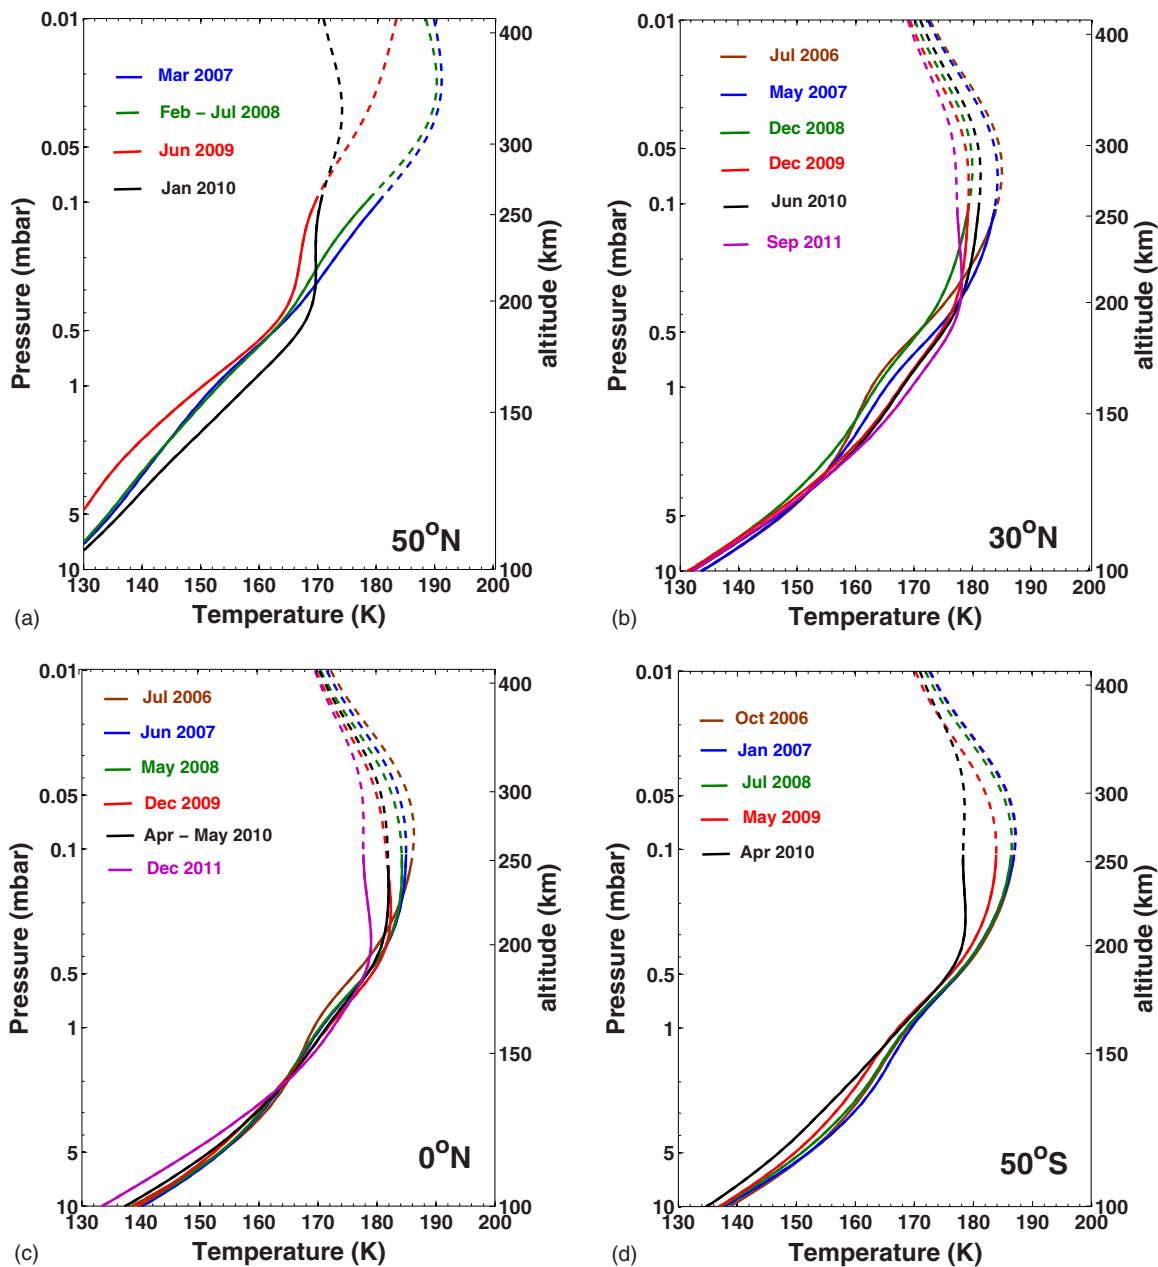 0.01
0.05
0.1
0.5
1
5
10
Pressure (mbar)
130 140 150 160 170 180 190 200
Temperature (K)
400
300
250
200
150
100
altitude (km)
Mar 2007
Feb – Jul 2008
Jun 2009
Jan 2010
50°N
(a)
0.01
0.05
0.1
0.5
1
5
10
Pressure (mbar)
130 140 150 160 170 180 190 200
Temperature (K)
400
300
250
200
150
100
altitude (km)
Jul 2006
May 2007
Dec 2008
Dec 2009
Jun 2010
Sep 2011
30°N
(b)
0.01
0.05
0.1
0.5
1
5
10
Pressure (mbar)
130 140 150 160 170 180 190 200
Temperature (K)
400
300
250
200
150
100
altitude (km)
Jul 2006
Jun 2007
May 2008
Dec 2009
Apr – May 2010
Dec 2011
0°N
(c)
0.01
0.05
0.1
0.5
1
5
10
Pressure (mbar)
130 140 150 160 170 180 190 200
Temperature (K)
400
300
250
200
150
100
altitude (km)
Oct 2006
Jan 2007
Jul 2008
May 2009
Apr 2010
50°S
(d)